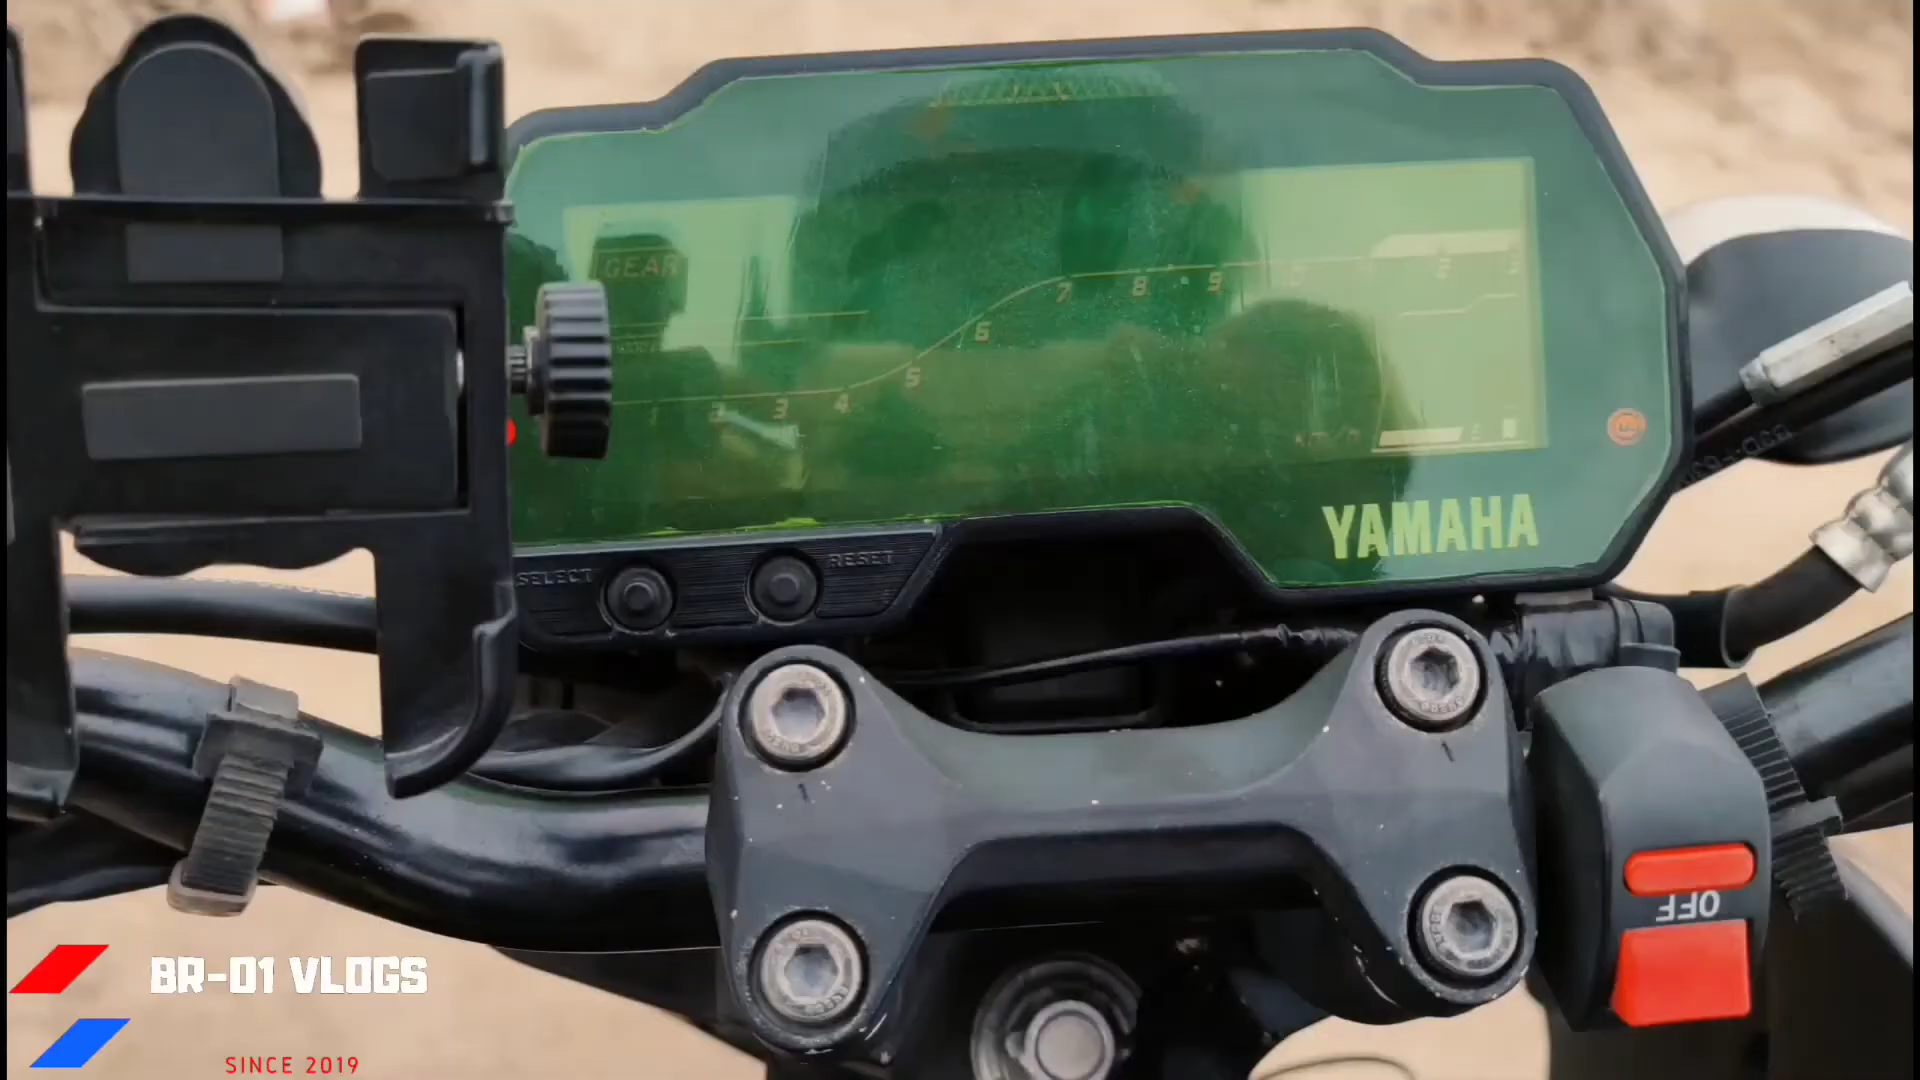 GEAR
1 2 3 4 5 6 7 8 9
YAMAHA
SELECT
RESET
OFF
BR-01 VLOGS
SINCE 2019